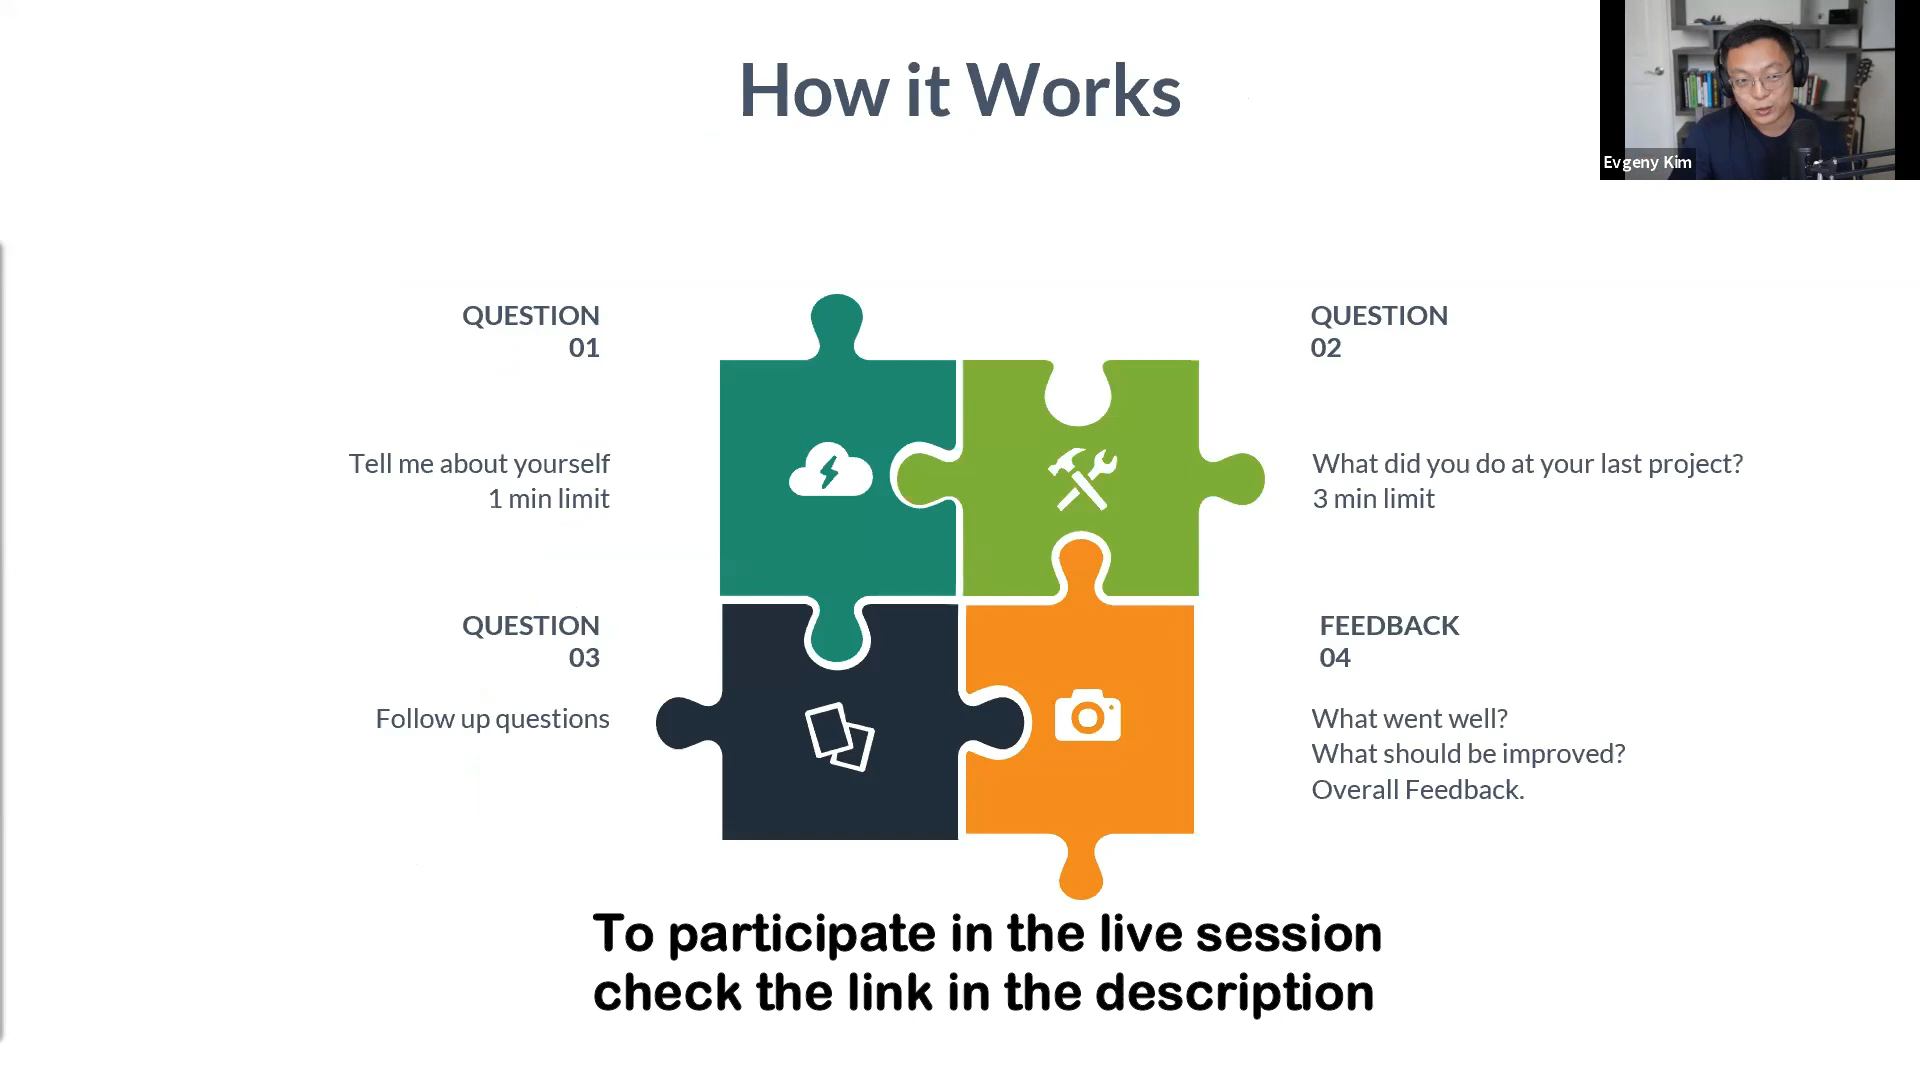 How it Works
Evgeny Kim
QUESTION
01
Tell me about yourself
1 min limit
QUESTION
02
What did you do at your last project?
3 min limit
QUESTION
03
Follow up questions
FEEDBACK
04
What went well?
What should be improved?
Overall Feedback.
To participate in the live session
check the link in the description